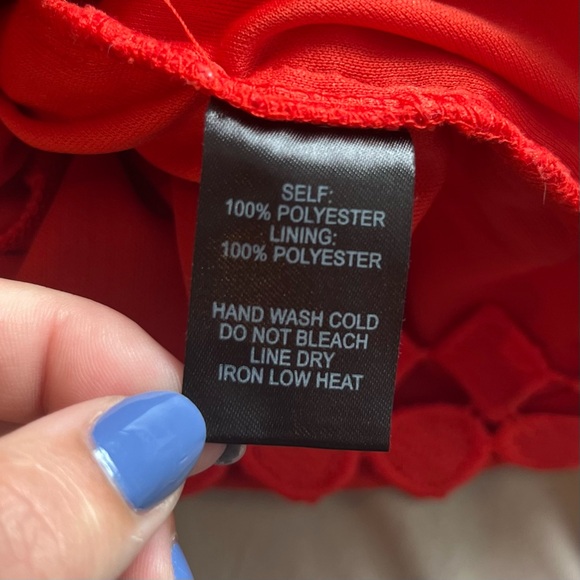 SELF:
100% POLYESTER
LINING:
100% POLYESTER
HAND WASH COLD
DO NOT BLEACH
LINE DRY
IRON LOW HEAT